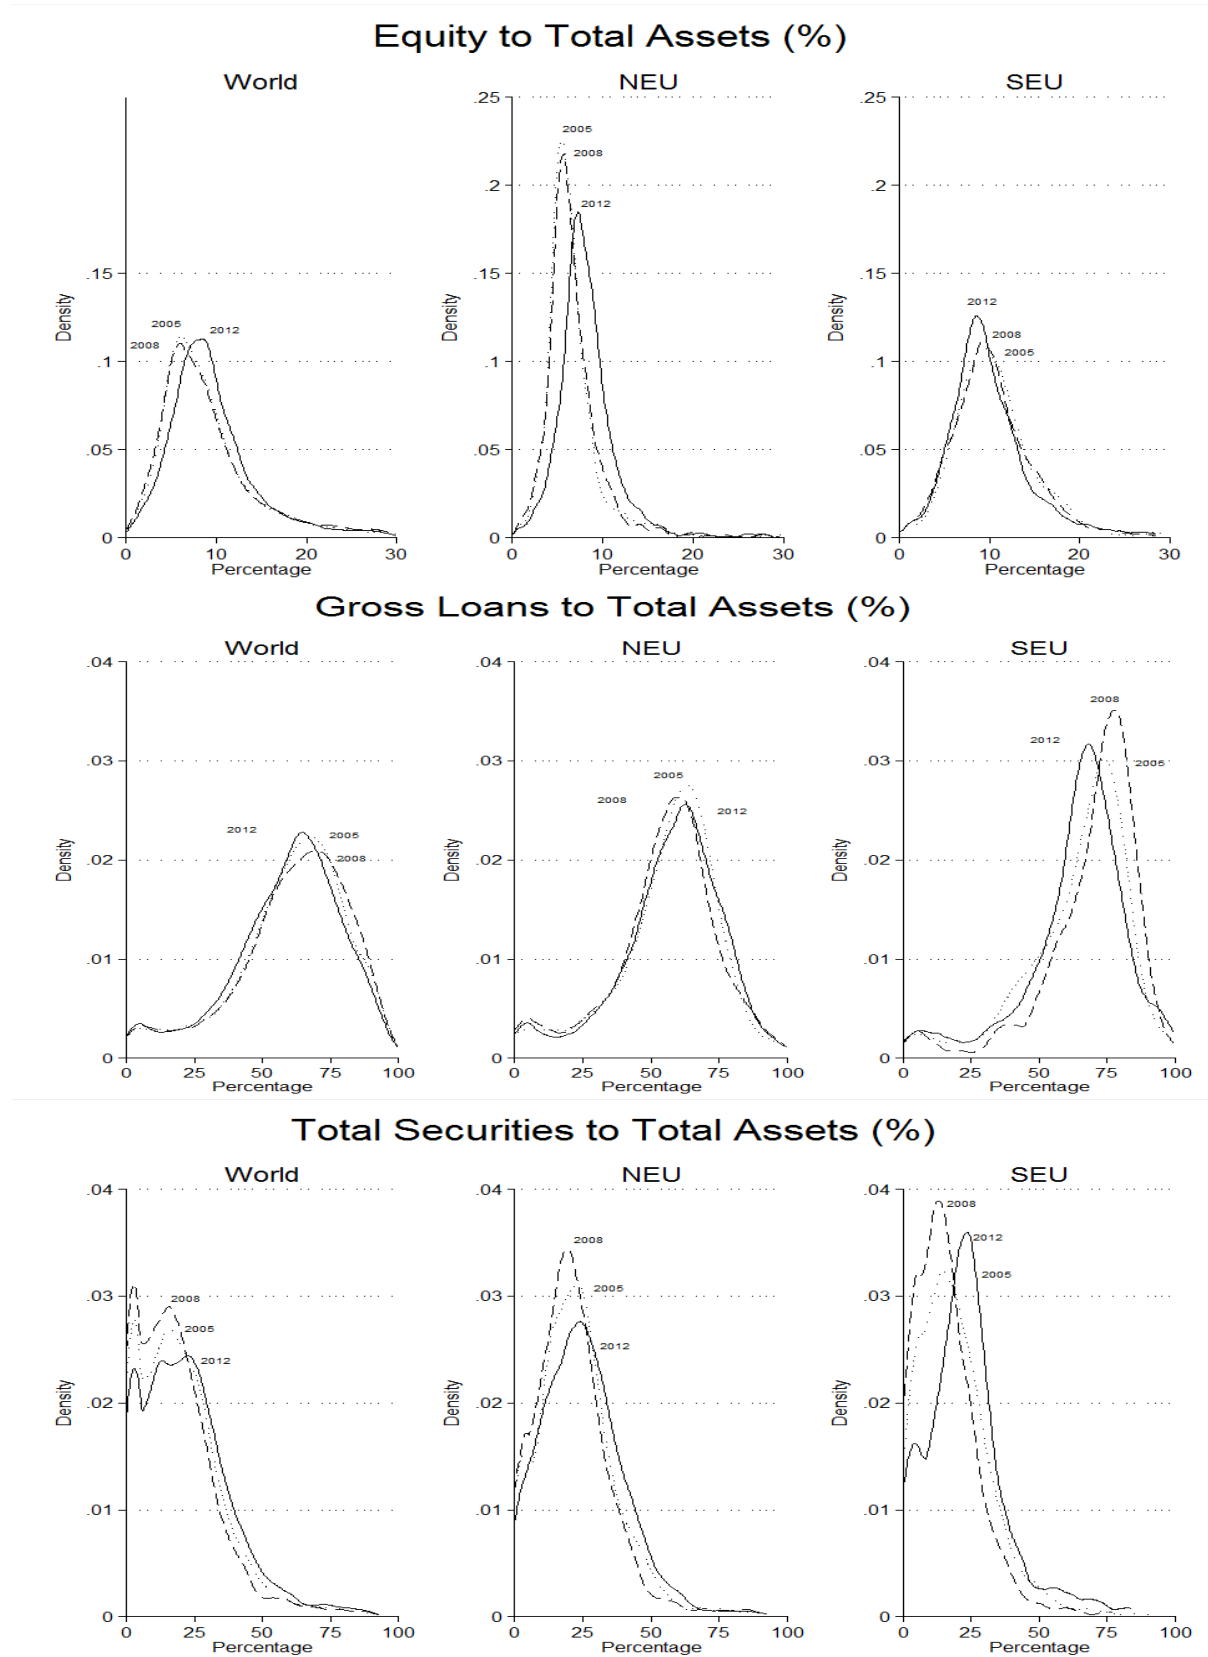 Equity to Total Assets (%)
World NEU SEU
.25 .25
2005
2008
.2 .2
2012
.15 .15 .15
2005 2012 2012
2008 2008
2005
.1 .1 .1
.05 .05 .05
0 0 0
0 10 20 30 0 10 20 30 0 10 20 30
Density Density Density
Percentage Percentage Percentage
Gross Loans to Total Assets (%)
World NEU SEU
.04 .04 .04
2008
2012
.03 .03 .03
2005 2005
2008 2012
2012 2005
2008
.02 .02 .02
.01 .01 .01
0 0 0
0 25 50 75 100 0 25 50 75 100 0 25 50 75 100
Density Density Density
Percentage Percentage Percentage
Total Securities to Total Assets (%)
World NEU SEU
.04 .04 .04
2008
2008 2012
2005
2008 2005
.03 .03 .03
2005
2012 2012
.02 .02 .02
.01 .01 .01
0 0 0
0 25 50 75 100 0 25 50 75 100 0 25 50 75 100
Density Density Density
Percentage Percentage Percentage